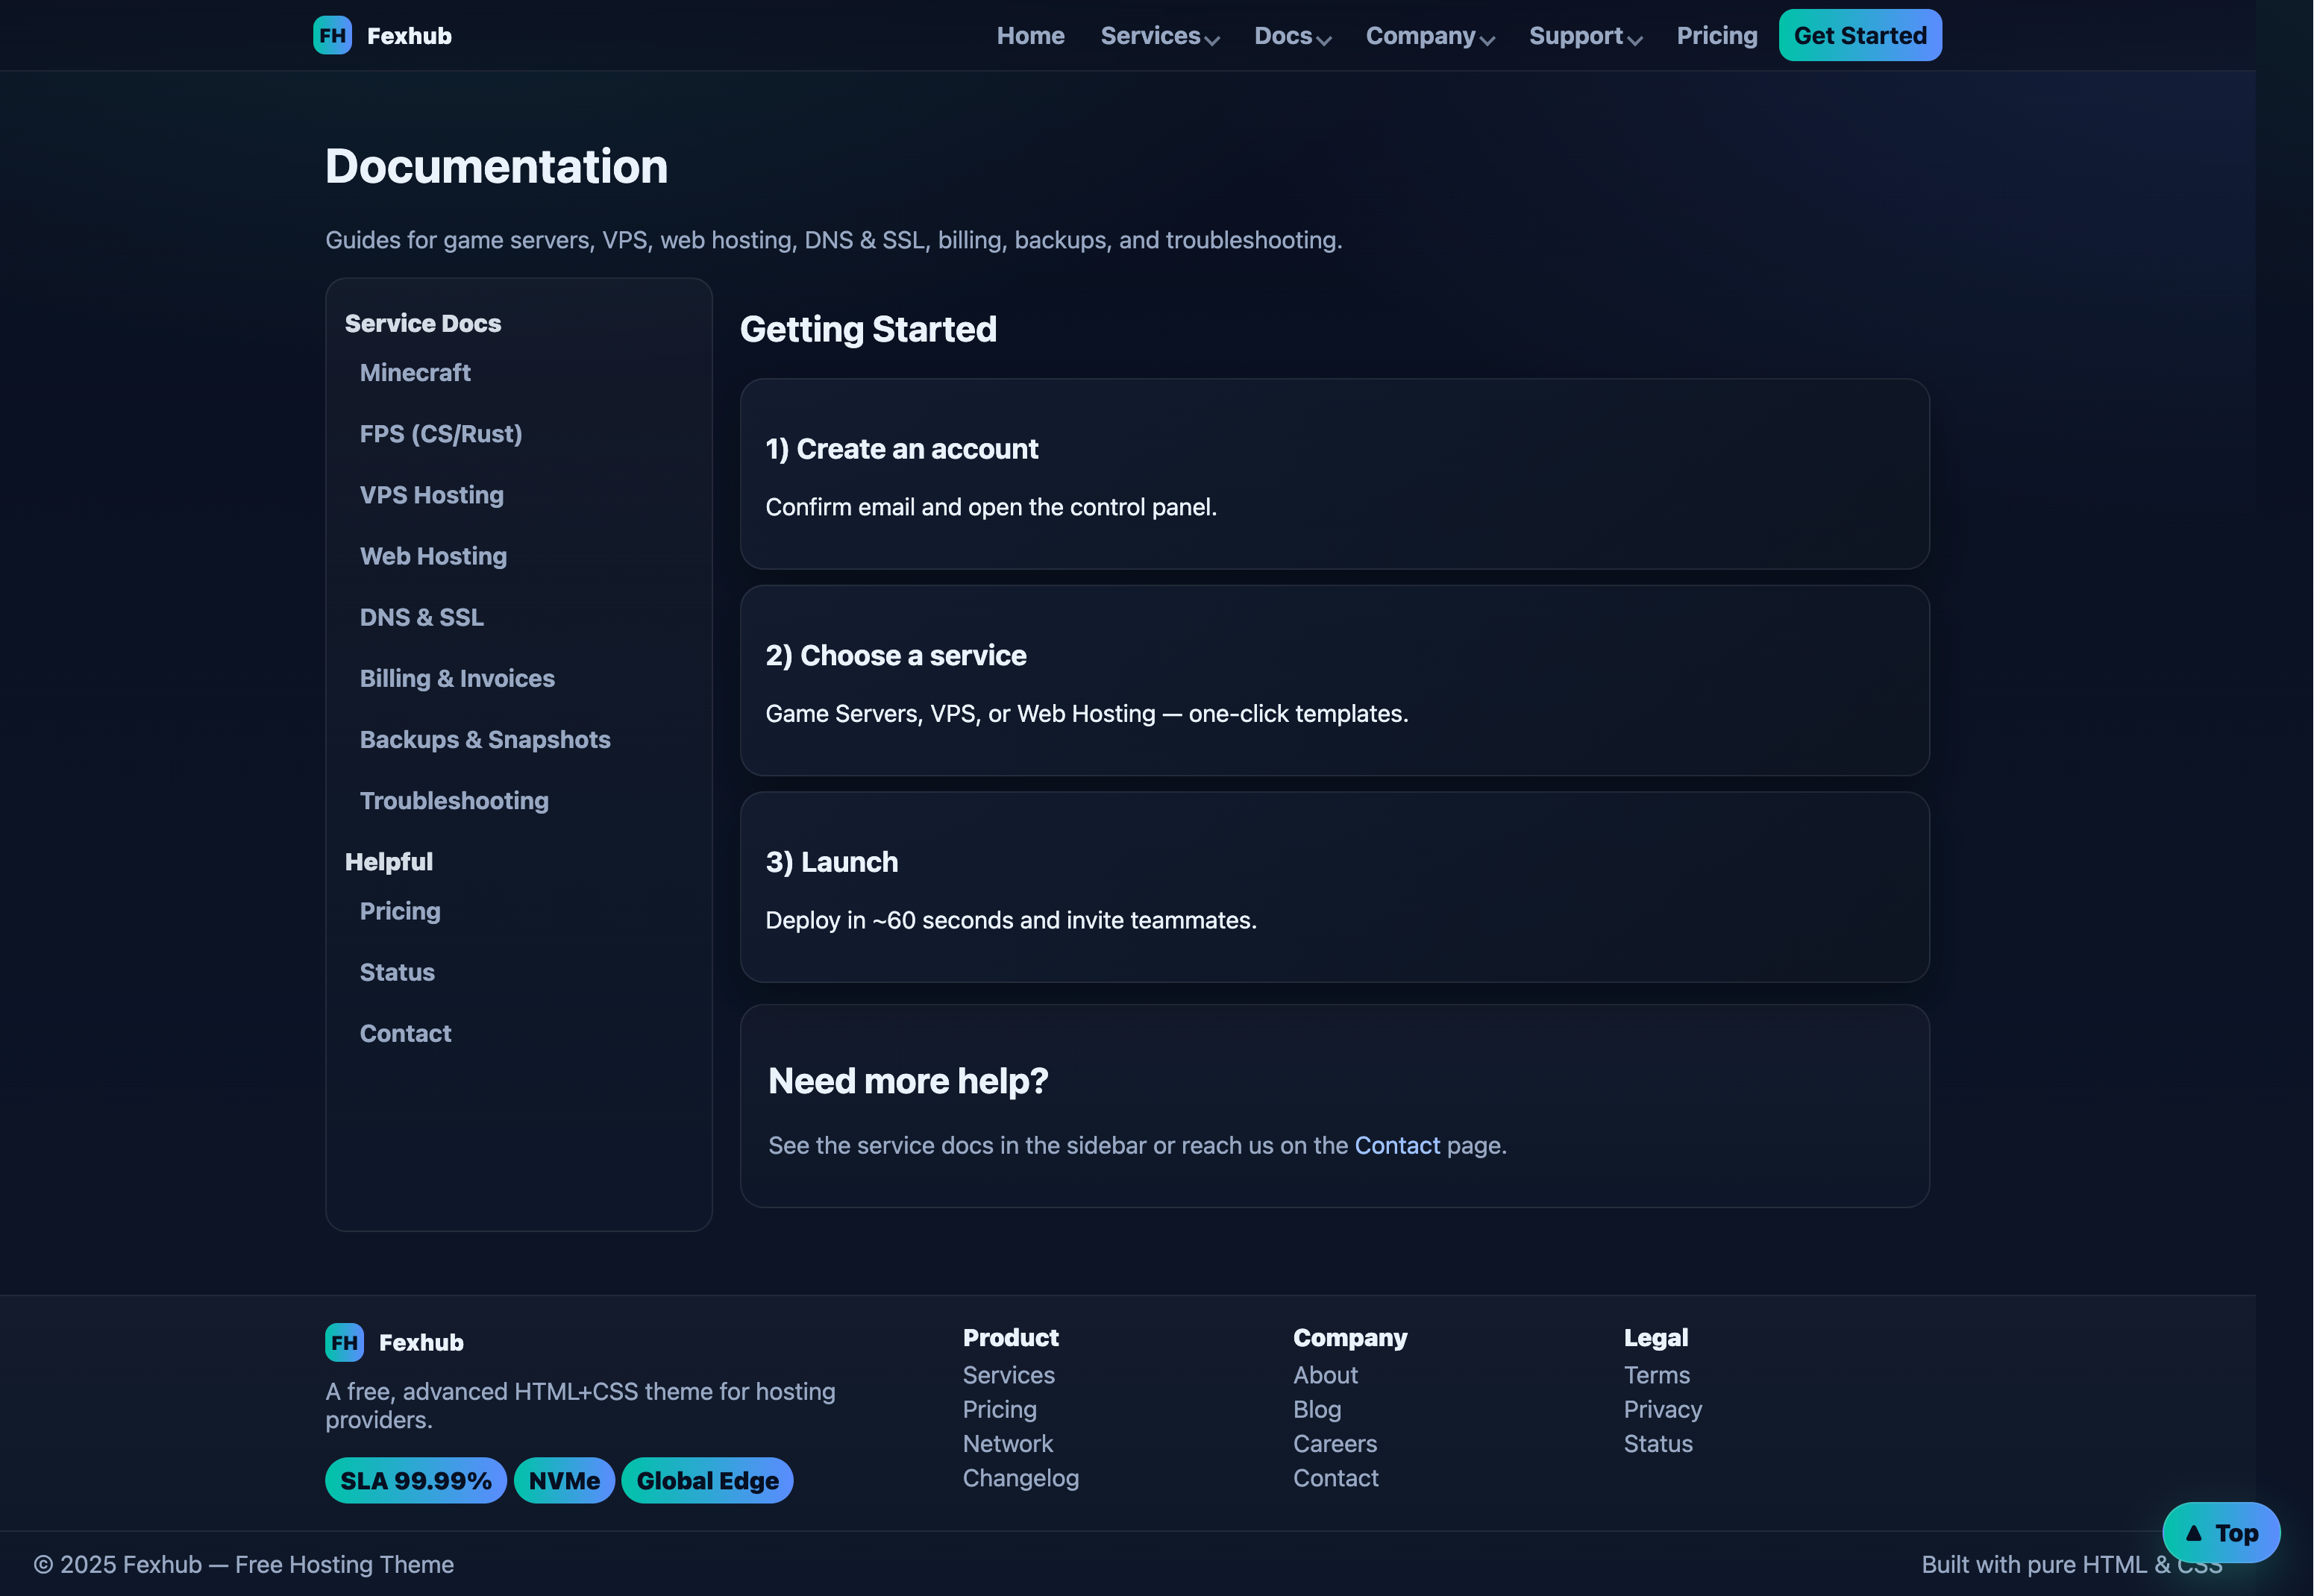 FH Fexhub
Home Services Docs Company Support Pricing Get Started
Documentation
Guides for game servers, VPS, web hosting, DNS & SSL, billing, backups, and troubleshooting.
Service Docs
Minecraft
FPS (CS/Rust)
VPS Hosting
Web Hosting
DNS & SSL
Billing & Invoices
Backups & Snapshots
Troubleshooting
Helpful
Pricing
Status
Contact
Getting Started
1) Create an account
Confirm email and open the control panel.
2) Choose a service
Game Servers, VPS, or Web Hosting — one-click templates.
3) Launch
Deploy in ~60 seconds and invite teammates.
Need more help?
See the service docs in the sidebar or reach us on the Contact page.
FH Fexhub
A free, advanced HTML+CSS theme for hosting
providers.
SLA 99.99% NVMe Global Edge
Product
Services
Pricing
Network
Changelog
Company
About
Blog
Careers
Contact
Legal
Terms
Privacy
Status
▲ Top
© 2025 Fexhub — Free Hosting Theme
Built with pure HTML & CSS